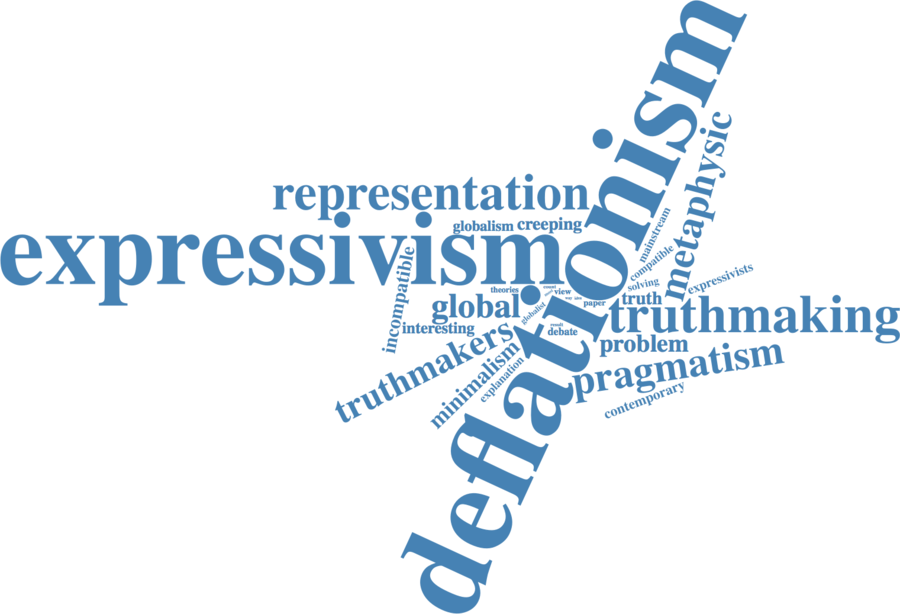 deflationism
metaphysic
representation
mainstream
globalism
creeping
expressivism
compatible
incompatible
expressivists
solving
theories
view
global
truth
paper
globalist
truthmaking
interesting
debate
truthmakers
problem
minimalism
pragmatism
explanation
contemporary